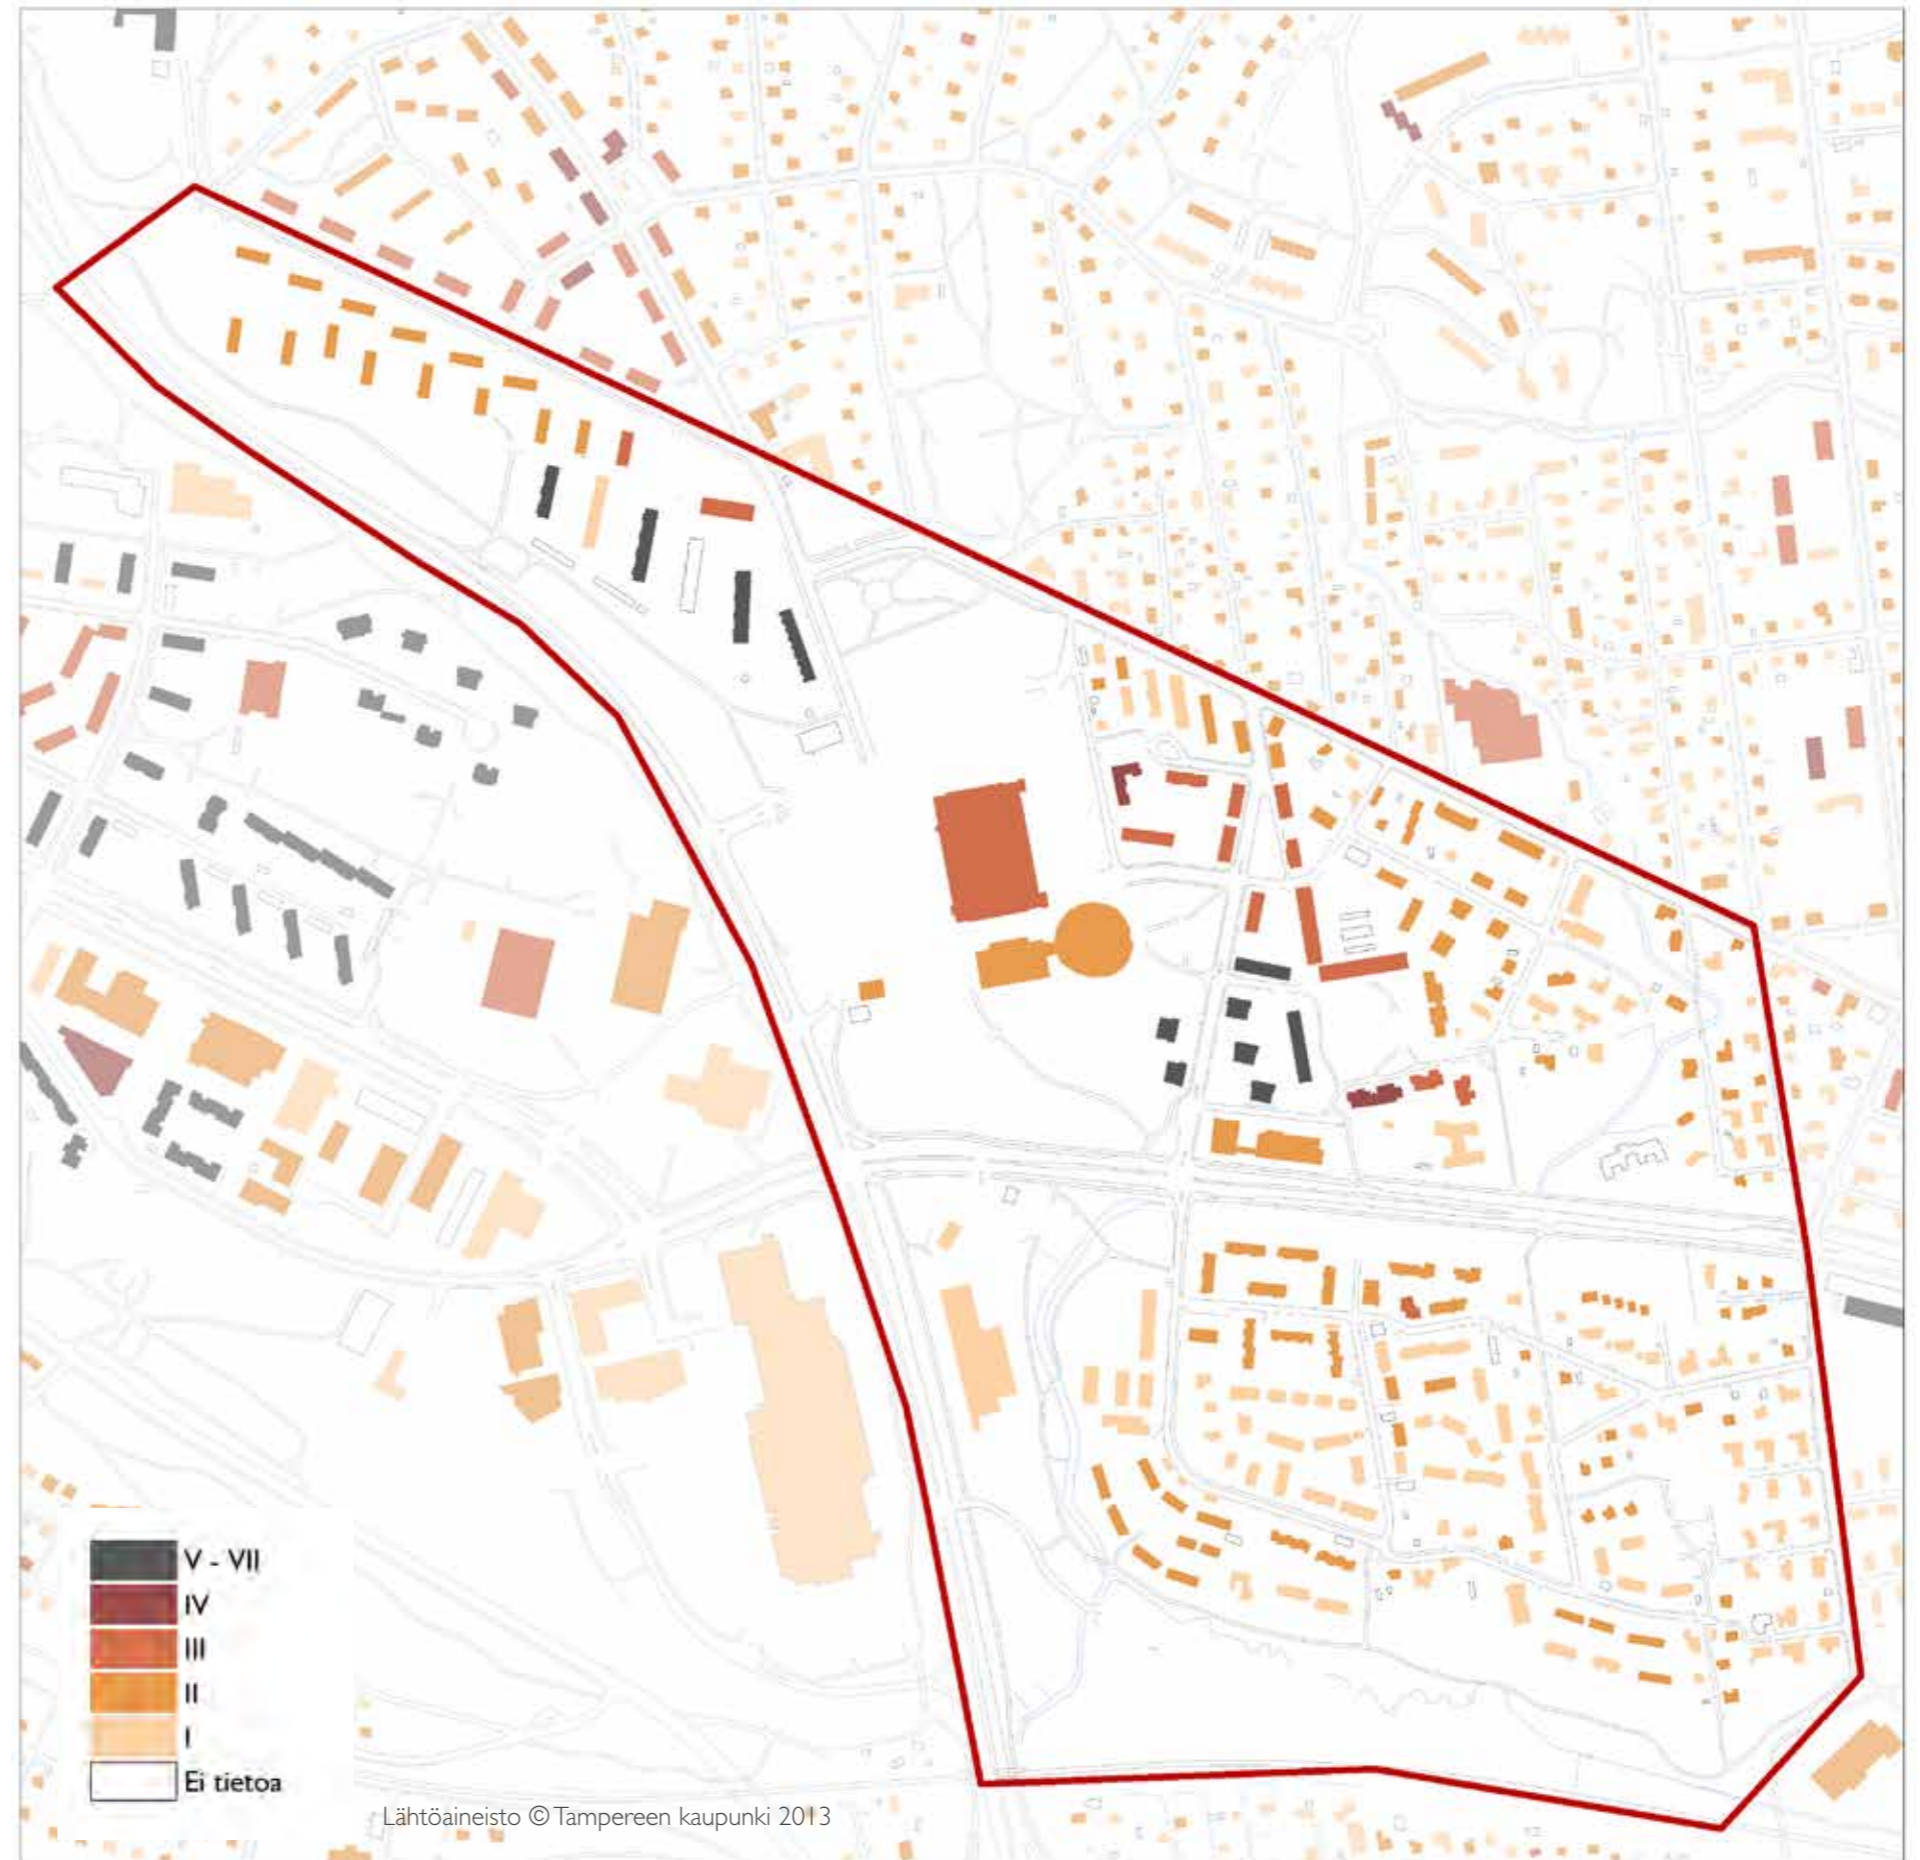 V - VII
IV
III
II
I
Ei tietoa
Lähtöaineisto © Tampereen kaupunki 2013